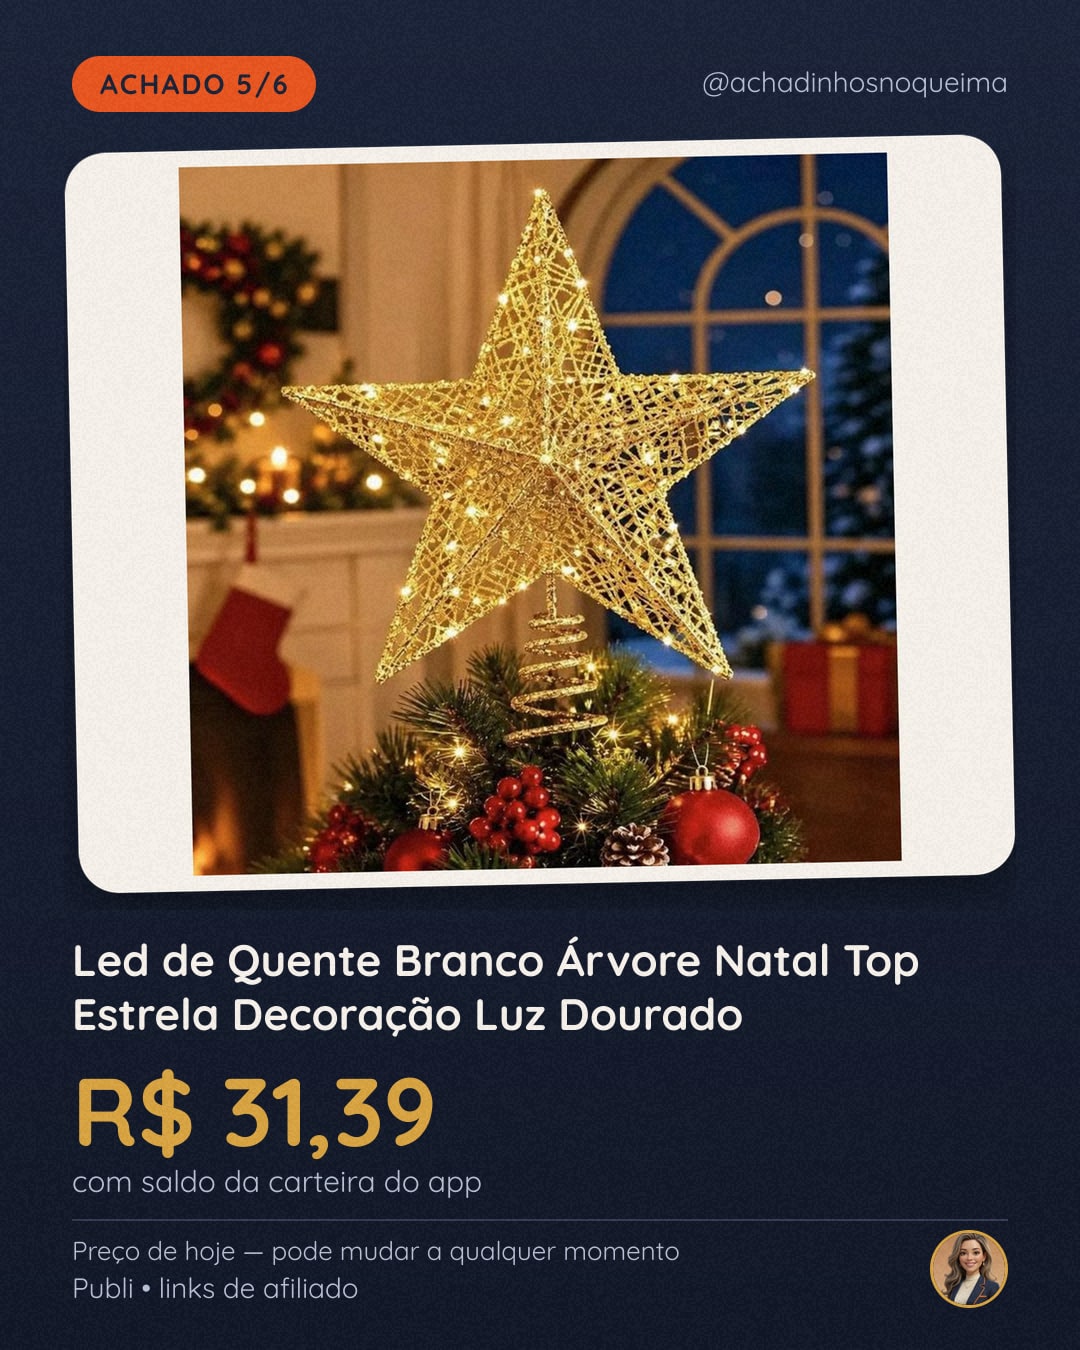 ACHADO 5/6
@achadinhosnoqueima
Led de Quente Branco Árvore Natal Top
Estrela Decoração Luz Dourado
R$ 31,39
com saldo da carteira do app
Preço de hoje — pode mudar a qualquer momento
Publi • links de afiliado